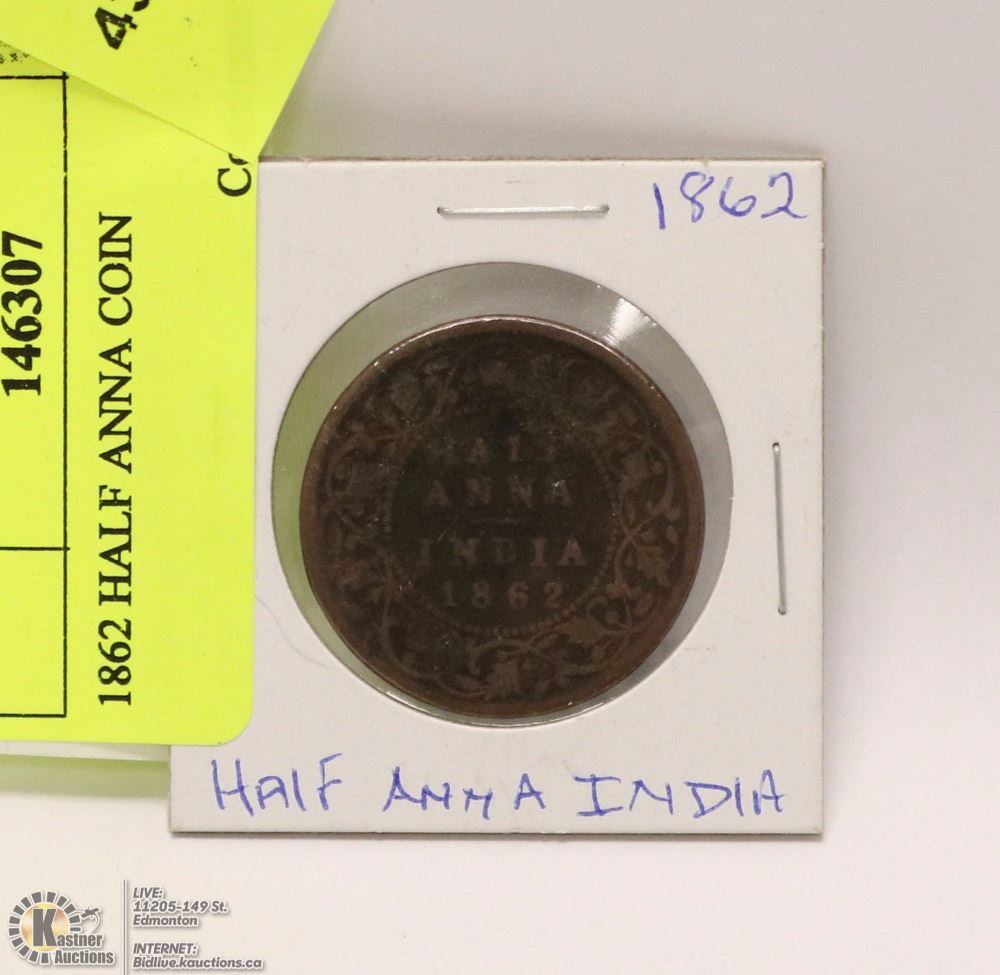 146307
1862 HALF ANNA COIN
1862
HALF
ANNA
INDIA
1862
HALF ANNA INDIA
Kastner
Auctions
LIVE:
11205-149 St.
Edmonton
INTERNET:
Bidlive.kauctions.ca